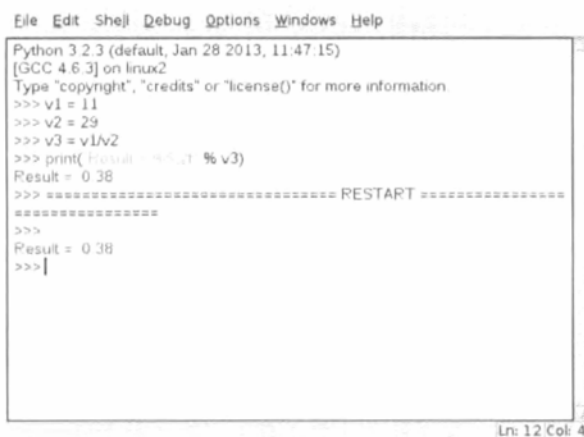 File Edit Shell Debug Options Windows Help
Python 3.2.3 (default, Jan 28 2013, 11:47:15)
[GCC 4.6.3] on linux2
Type "copyright", "credits" or "license()" for more information.
>>> v1 = 11
>>> v2 = 29
>>> v3 = v1/v2
>>> print( % v3)
Result = 0.38
>>> ================================ RESTART ================
================
>>>
Result = 0.38
>>>
Ln: 12 Col: 4